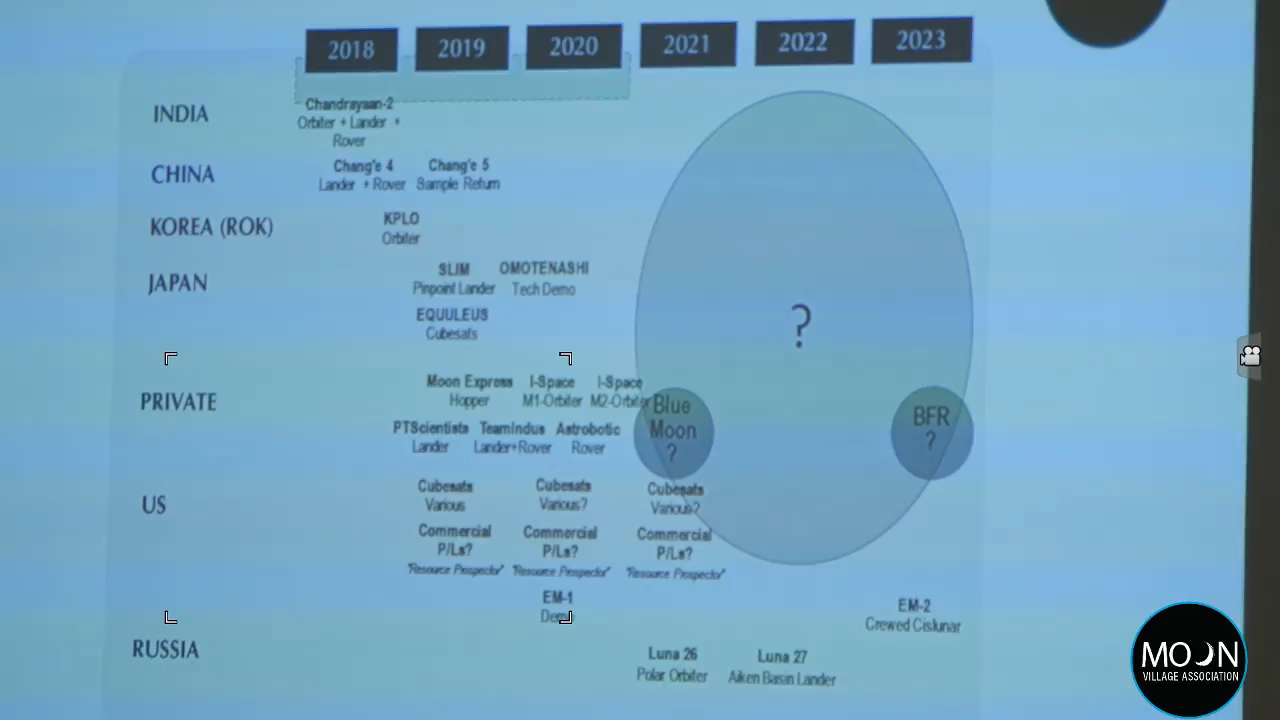 2018 2019 2020 2021 2022 2023
INDIA
Chandrayaan-2
Orbiter + Lander +
Rover
CHINA
Chang'e 4 Chang'e 5
Lander + Rover Sample Return
KOREA (ROK)
KPLO
Orbiter
JAPAN
SLIM OMOTENASHI
Pinpoint Lander Tech Demo
EQUULEUS
Cubesats
?
PRIVATE
Moon Express I-Space I-Space
Hopper M1-Orbiter M2-Orbiter
Blue
Moon
?
BFR
?
PTScientists TeamIndus Astrobotic
Lander Lander+Rover Rover
US
Cubesats Cubesats Cubesats
Various Various? Various?
Commercial Commercial Commercial
P/Ls? P/Ls? P/Ls?
"Resource Prospector" "Resource Prospector" "Resource Prospector"
EM-1 EM-2
Demo Crewed Cislunar
RUSSIA
Luna 26 Luna 27
Polar Orbiter Aiken Basin Lander
MOON
VILLAGE ASSOCIATION